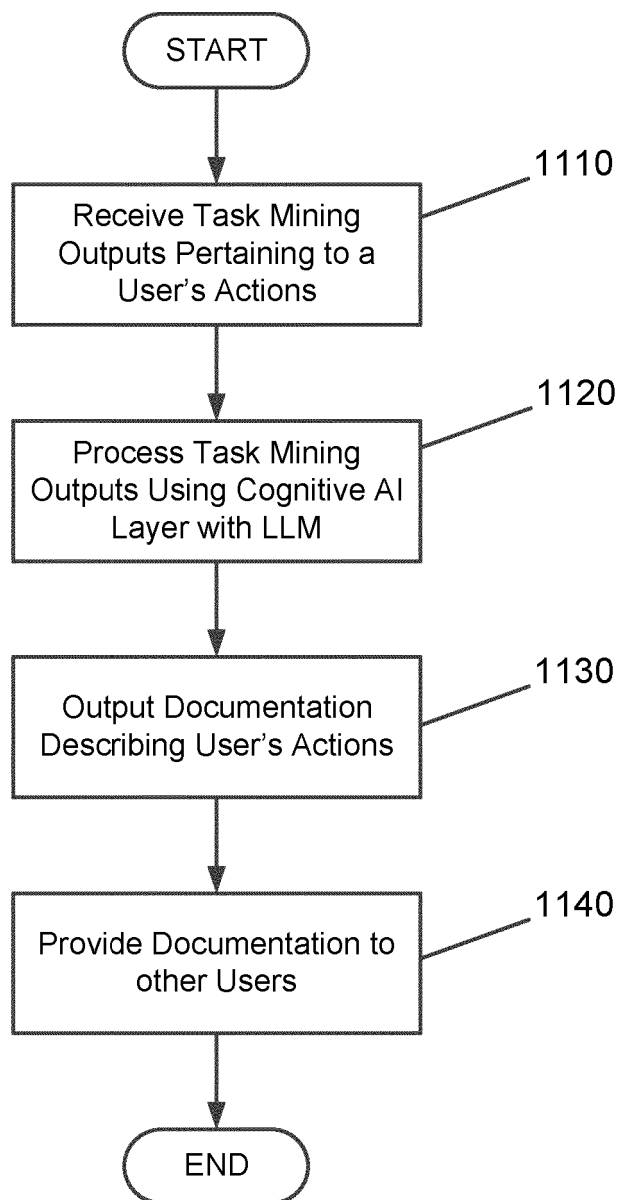 START
1110
Receive Task Mining
Outputs Pertaining to a
User's Actions
1120
Process Task Mining
Outputs Using Cognitive AI
Layer with LLM
1130
Output Documentation
Describing User's Actions
1140
Provide Documentation to
other Users
END